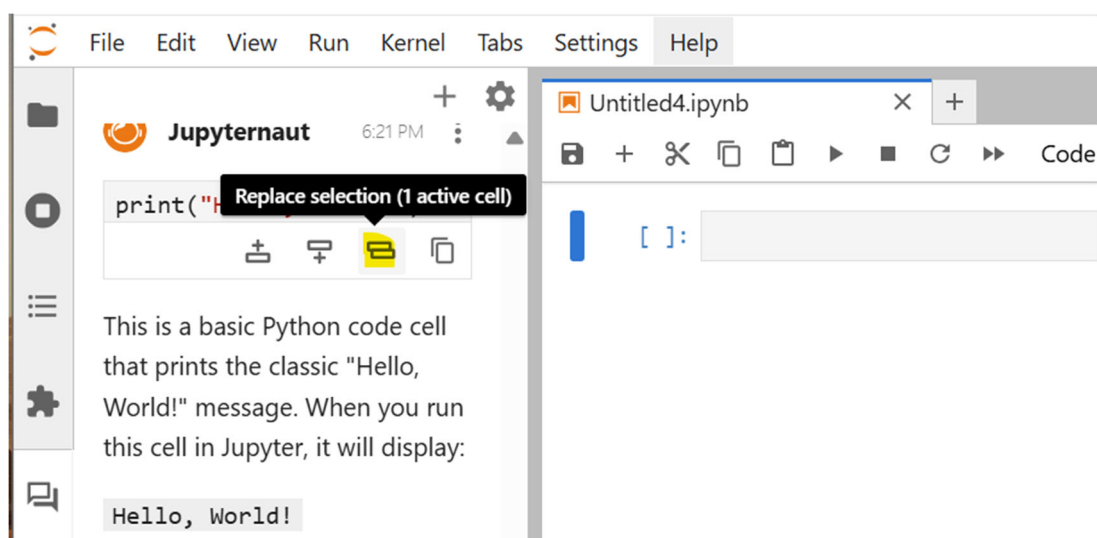 File Edit View Run Kernel Tabs Settings Help
Jupyternaut 6:21 PM
Untitled4.ipynb
Code
print("H
Replace selection (1 active cell)
[ ]:
This is a basic Python code cell
that prints the classic "Hello,
World!" message. When you run
this cell in Jupyter, it will display:
Hello, World!